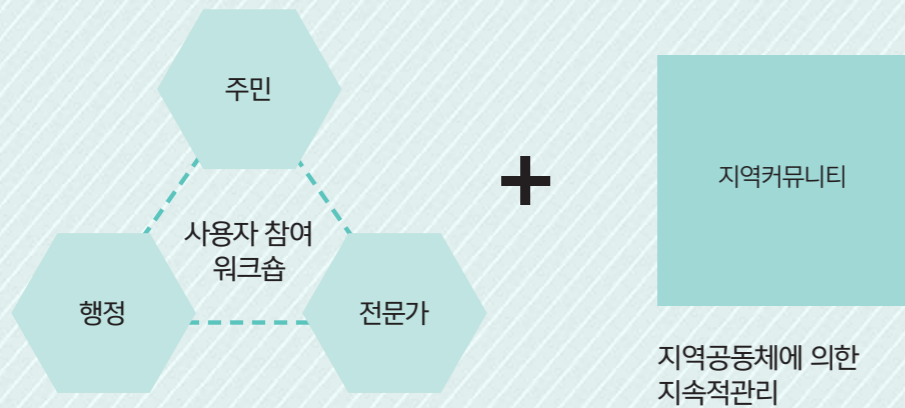 주민
사용자 참여
워크숍
행정
전문가
+
지역커뮤니티
지역공동체에 의한
지속적관리